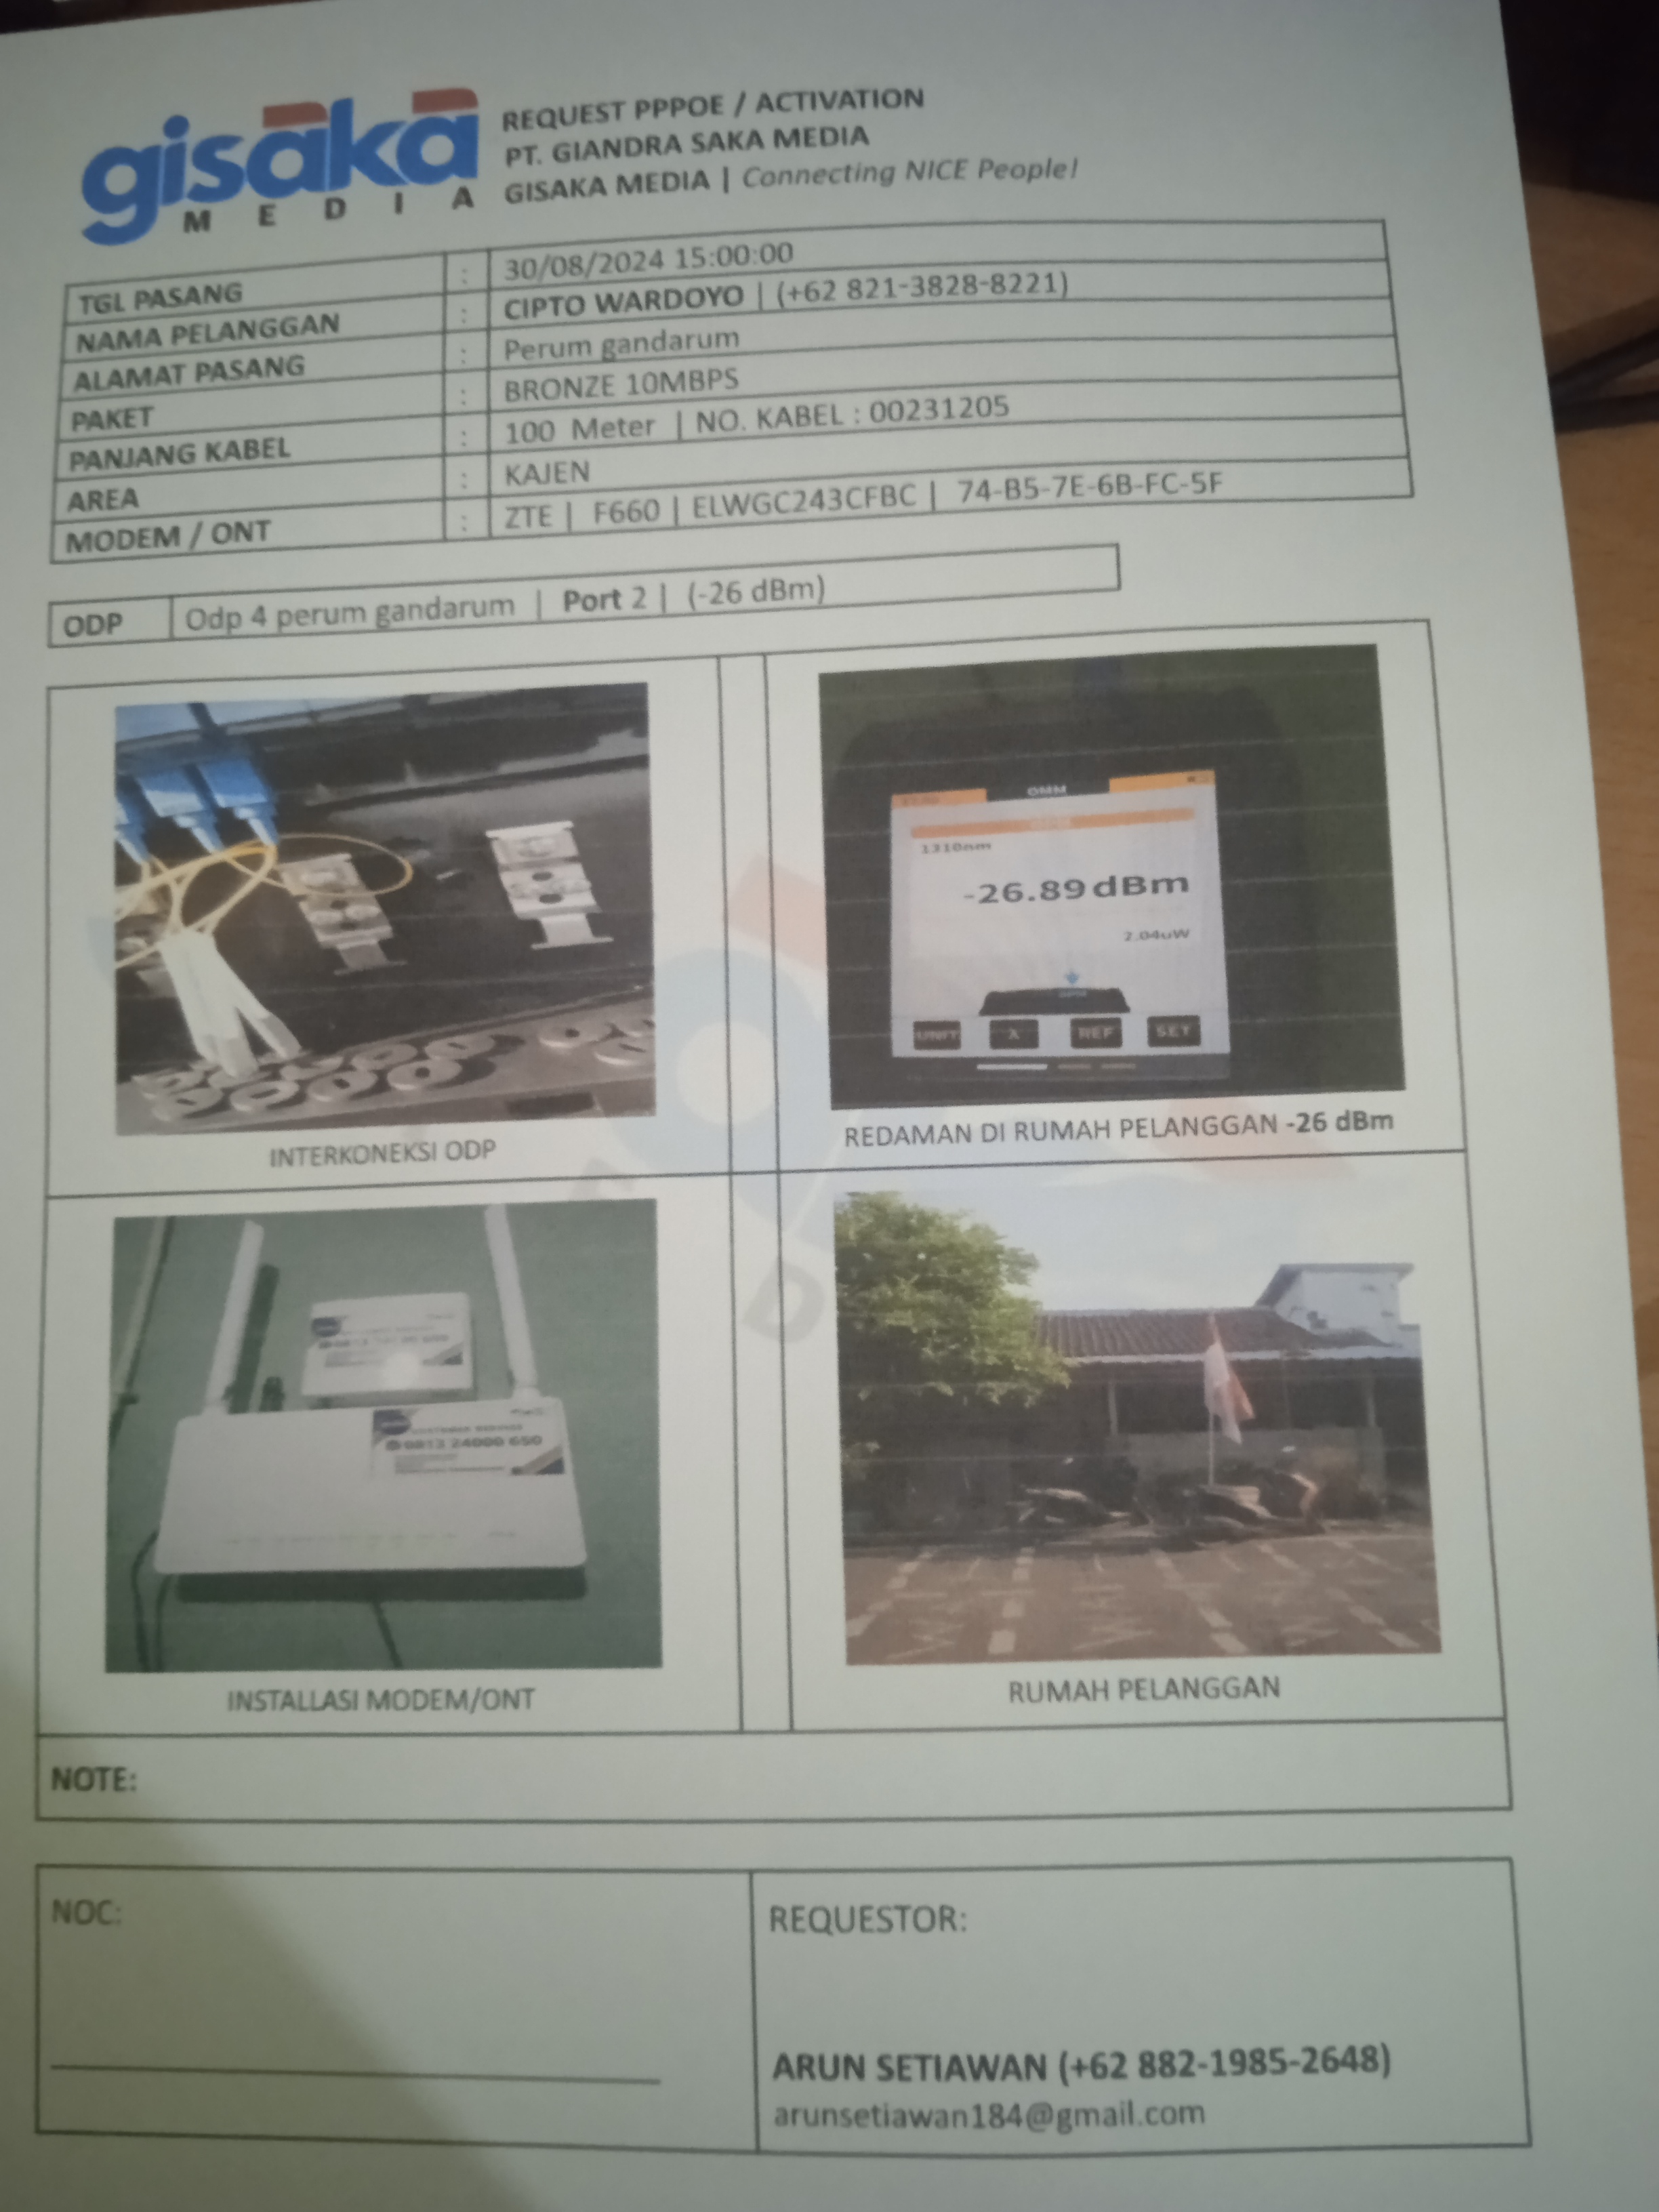 gisaka
M E D I A
REQUEST PPPOE / ACTIVATION
PT. GIANDRA SAKA MEDIA
GISAKA MEDIA | Connecting NICE People!
TGL PASANG : 30/08/2024 15:00:00
NAMA PELANGGAN : CIPTO WARDOYO | (+62 821-3828-8221)
ALAMAT PASANG : Perum gandarum
PAKET : BRONZE 10MBPS
PANJANG KABEL : 100 Meter | NO. KABEL : 00231205
AREA : KAJEN
MODEM / ONT : ZTE | F660 | ELWGC243CFBC | 74-B5-7E-6B-FC-5F
ODP Odp 4 perum gandarum | Port 2 | (-26 dBm)
OMM
1310nm
-26.89dBm
2.04uW
OPM
UNIT λ REF SET
INTERKONEKSI ODP
REDAMAN DI RUMAH PELANGGAN -26 dBm
CUSTOMER SERVICE
0813 24000 650
INSTALLASI MODEM/ONT
RUMAH PELANGGAN
NOTE:
NOC:
REQUESTOR:
ARUN SETIAWAN (+62 882-1985-2648)
arunsetiawan184@gmail.com